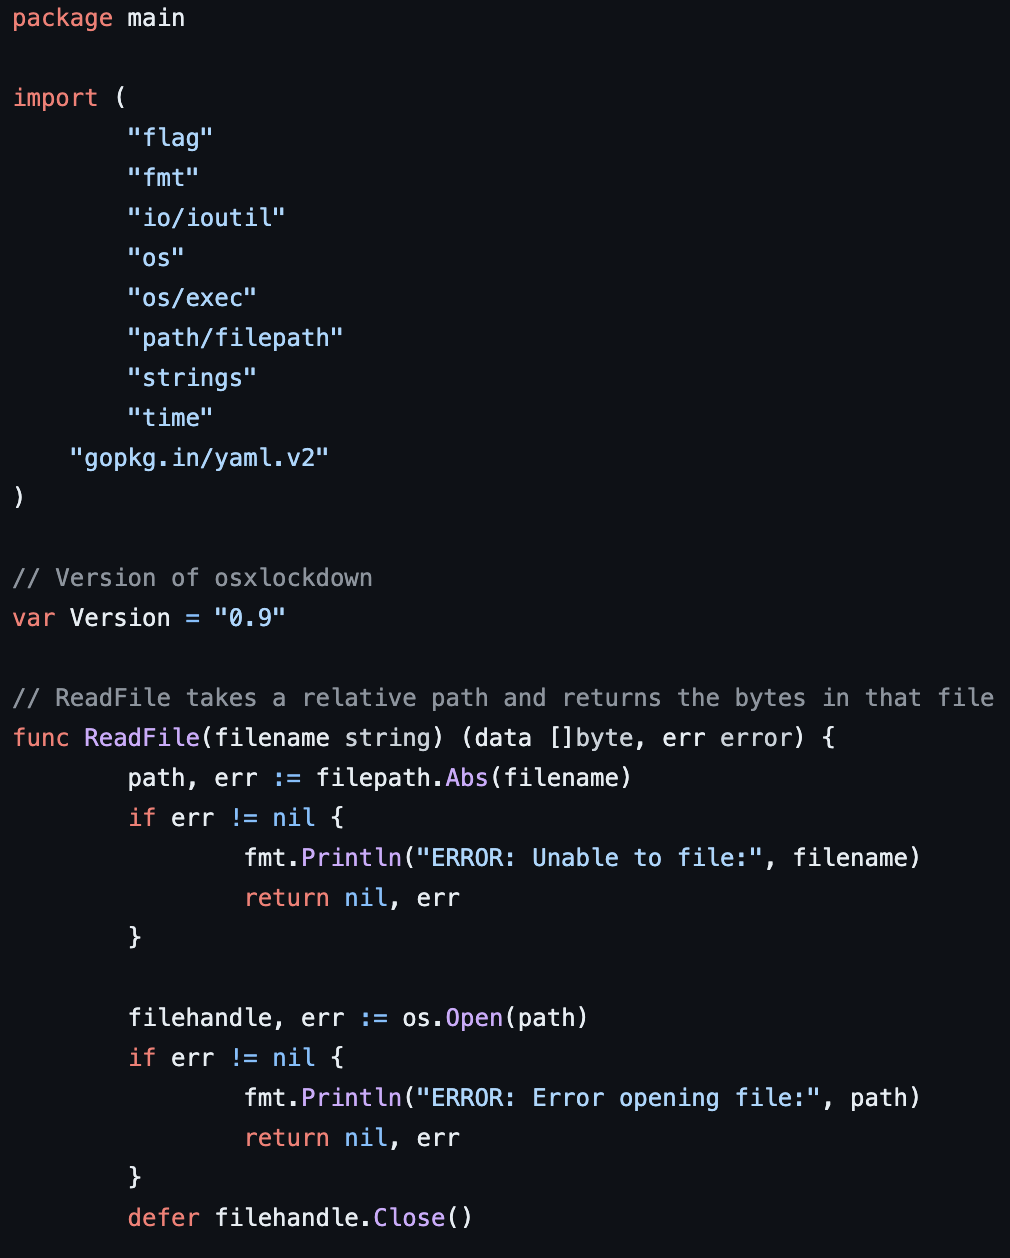 package main
import (
"flag"
"fmt"
"io/ioutil"
"os"
"os/exec"
"path/filepath"
"strings"
"time"
"gopkg.in/yaml.v2"
)
// Version of osxlockdown
var Version = "0.9"
// ReadFile takes a relative path and returns the bytes in that file
func ReadFile(filename string) (data []byte, err error) {
path, err := filepath.Abs(filename)
if err != nil {
fmt.Println("ERROR: Unable to file:", filename)
return nil, err
}
filehandle, err := os.Open(path)
if err != nil {
fmt.Println("ERROR: Error opening file:", path)
return nil, err
}
defer filehandle.Close()